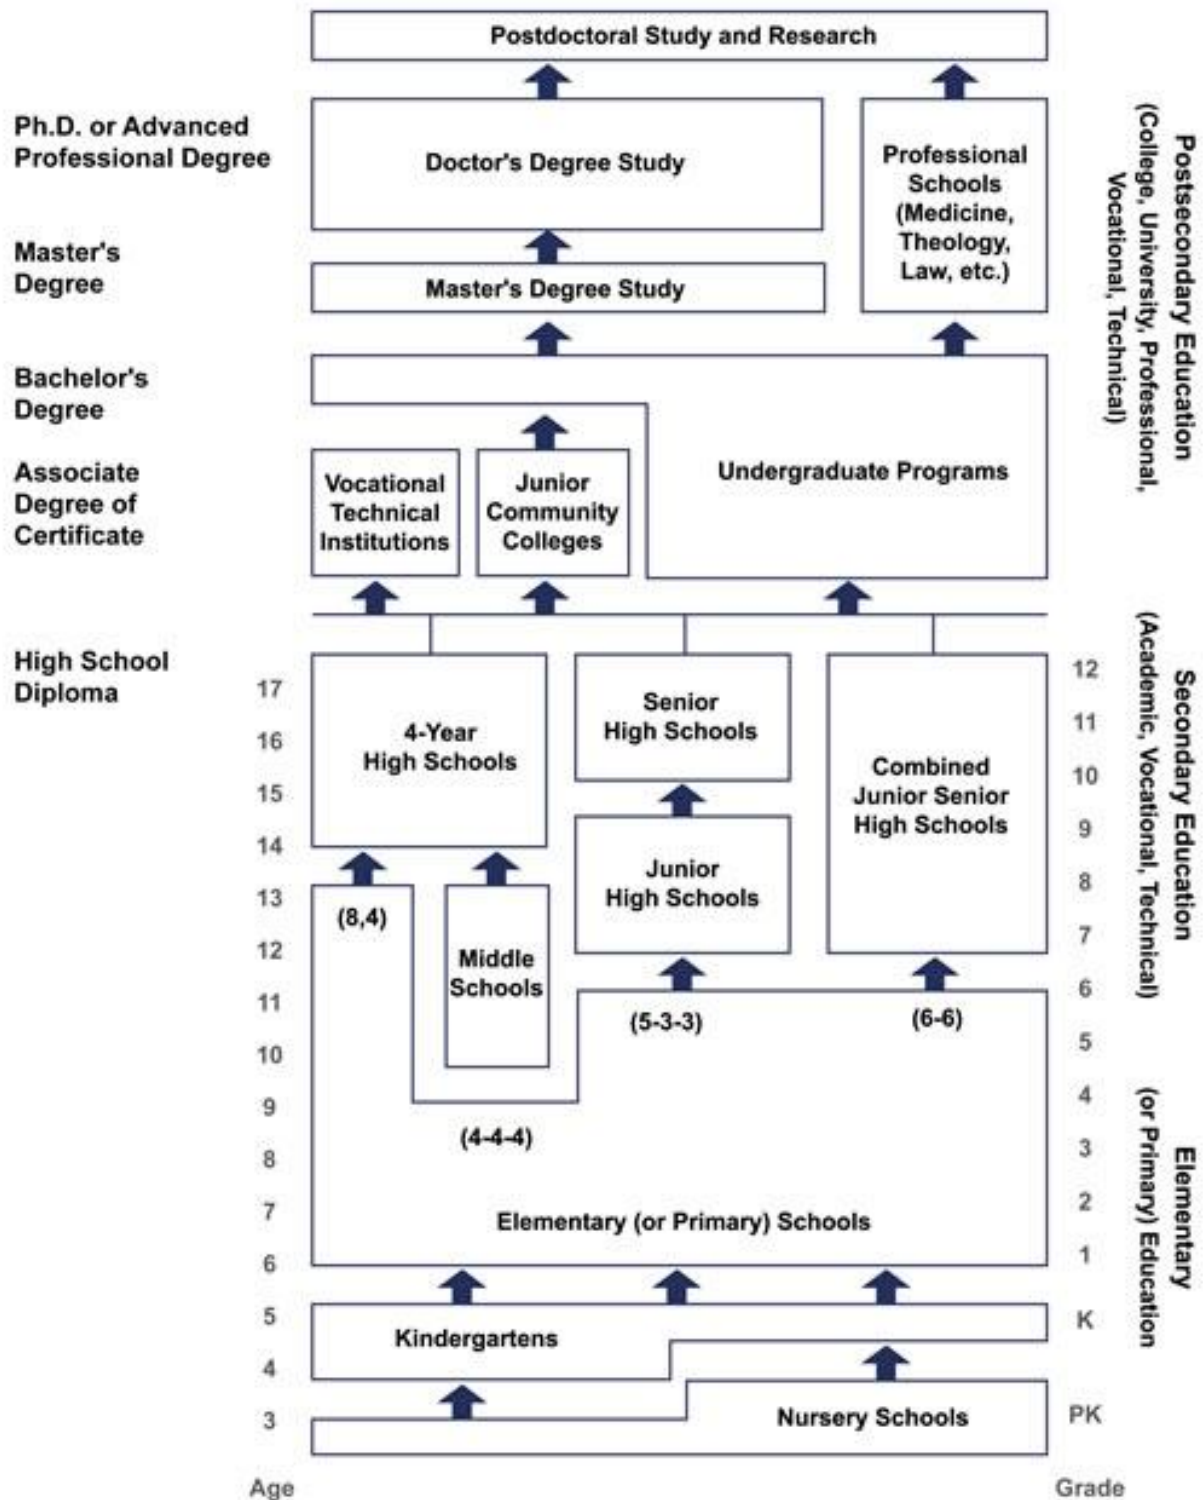 Postdoctoral Study and Research
Ph.D. or Advanced
Professional Degree
Doctor's Degree Study
Professional
Schools
(Medicine,
Theology,
Law, etc.)
Master's
Degree
Master's Degree Study
Postsecondary Education
(College, University, Professional,
Vocational, Technical)
Bachelor's
Degree
Undergraduate Programs
Associate
Degree of
Certificate
Vocational
Technical
Institutions
Junior
Community
Colleges
High School
Diploma
4-Year
High Schools
Senior
High Schools
Combined
Junior Senior
High Schools
Junior
High Schools
Middle
Schools
Secondary Education
(Academic, Vocational, Technical)
(8,4)
(4-4-4)
(5-3-3)
(6-6)
Elementary (or Primary) Schools
Elementary
(or Primary) Education
Kindergartens
Nursery Schools
17
16
15
14
13
12
11
10
9
8
7
6
5
4
3
Age
12
11
10
9
8
7
6
5
4
3
2
1
K
PK
Grade